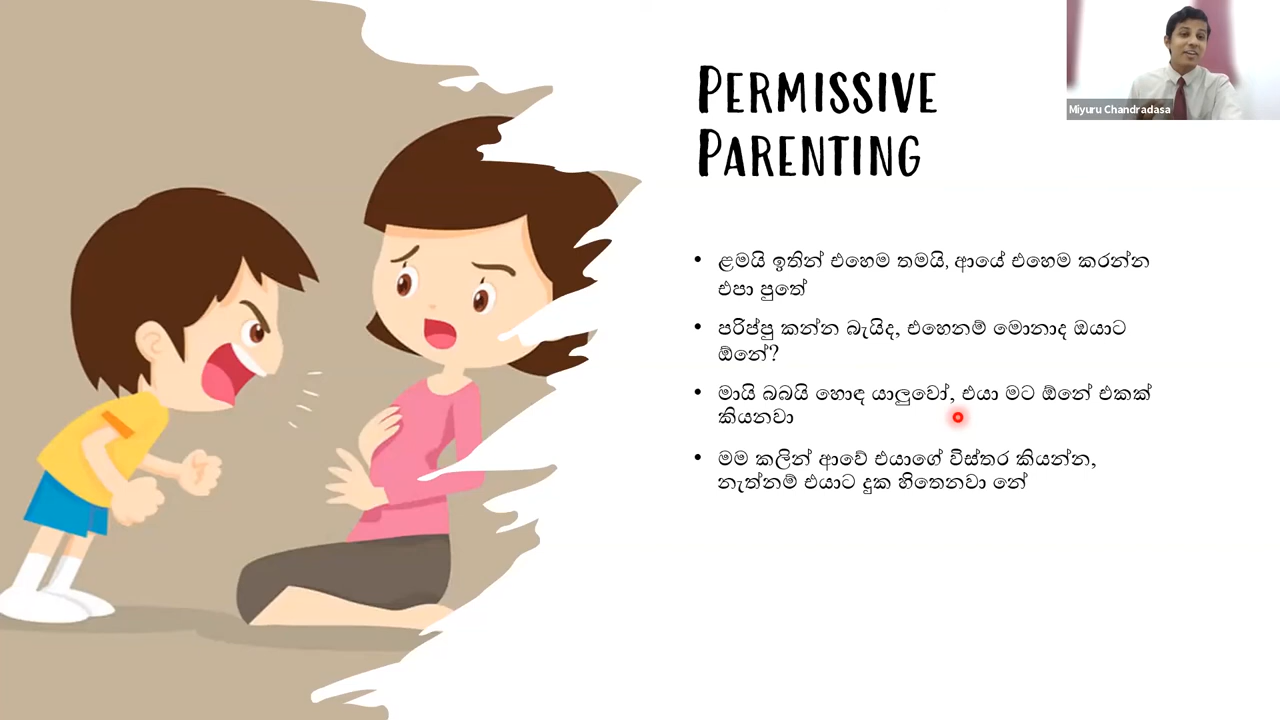 PERMISSIVE
PARENTING
Miyuru Chandradasa
• ළමයි ඉතින් එහෙම තමයි, ආයේ එහෙම කරන්න
එපා පුතේ
• පරිප්පු කන්න බැයිද, එහෙනම් මොනාද ඔයාට
ඕනේ?
• මායි බබයි හොඳ යාලුවෝ, එයා මට ඕනේ එකක්
කියනවා
• මම කලින් ආවේ එයාගේ විස්තර කියන්න,
නැත්නම් එයාට දුක හිතෙනවා නේ